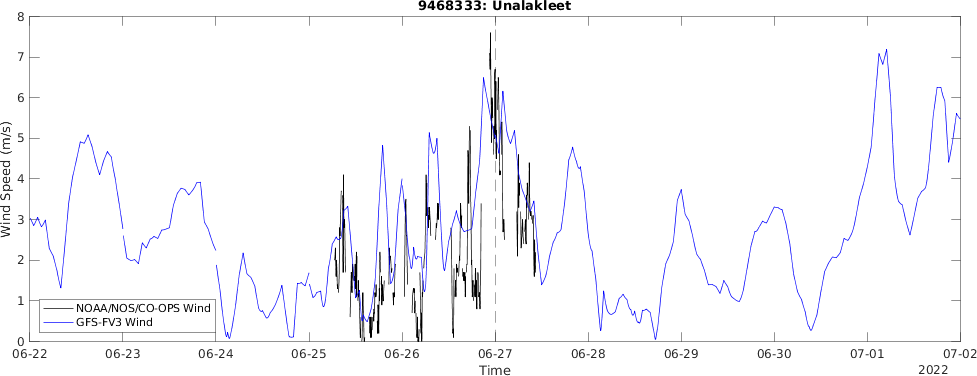 9468333: Unalakleet
8
7
6
5
4
3
2
1
0
Wind Speed (m/s)
NOAA/NOS/CO-OPS Wind
GFS-FV3 Wind
06-22 06-23 06-24 06-25 06-26 06-27 06-28 06-29 06-30 07-01 07-02
Time
2022